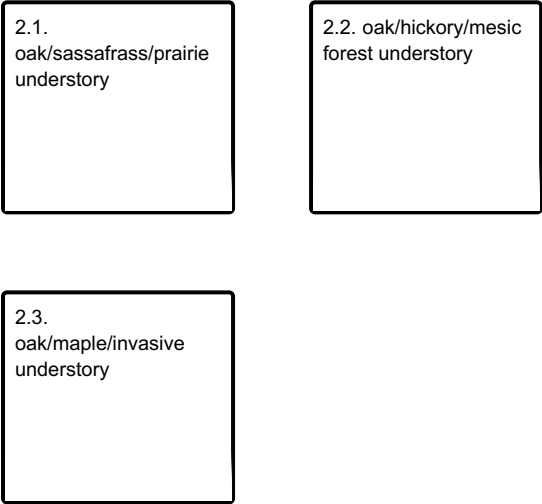 2.1.
oak/sassafrass/prairie
understory
2.2. oak/hickory/mesic
forest understory
2.3.
oak/maple/invasive
understory